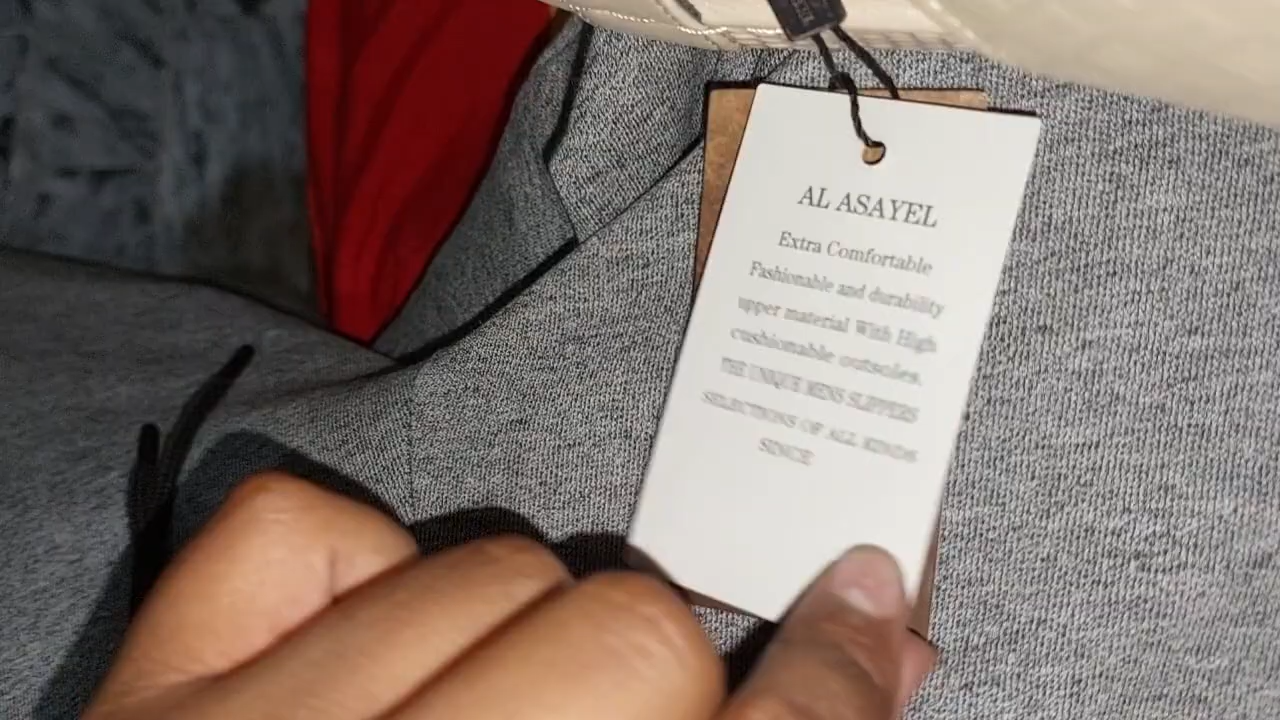 AL ASAYEL
Extra Comfortable
Fashionable and durability
upper material With High
cushionable outsoles.
THE UNIQUE MENS SLIPPERS
SELECTIONS OF ALL KINDS
SINCE